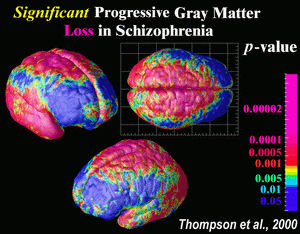 Significant Progressive Gray Matter
Loss in Schizophrenia
p-value
0.00002
0.0001
0.0005
0.001
0.005
0.01
0.05
Thompson et al., 2000